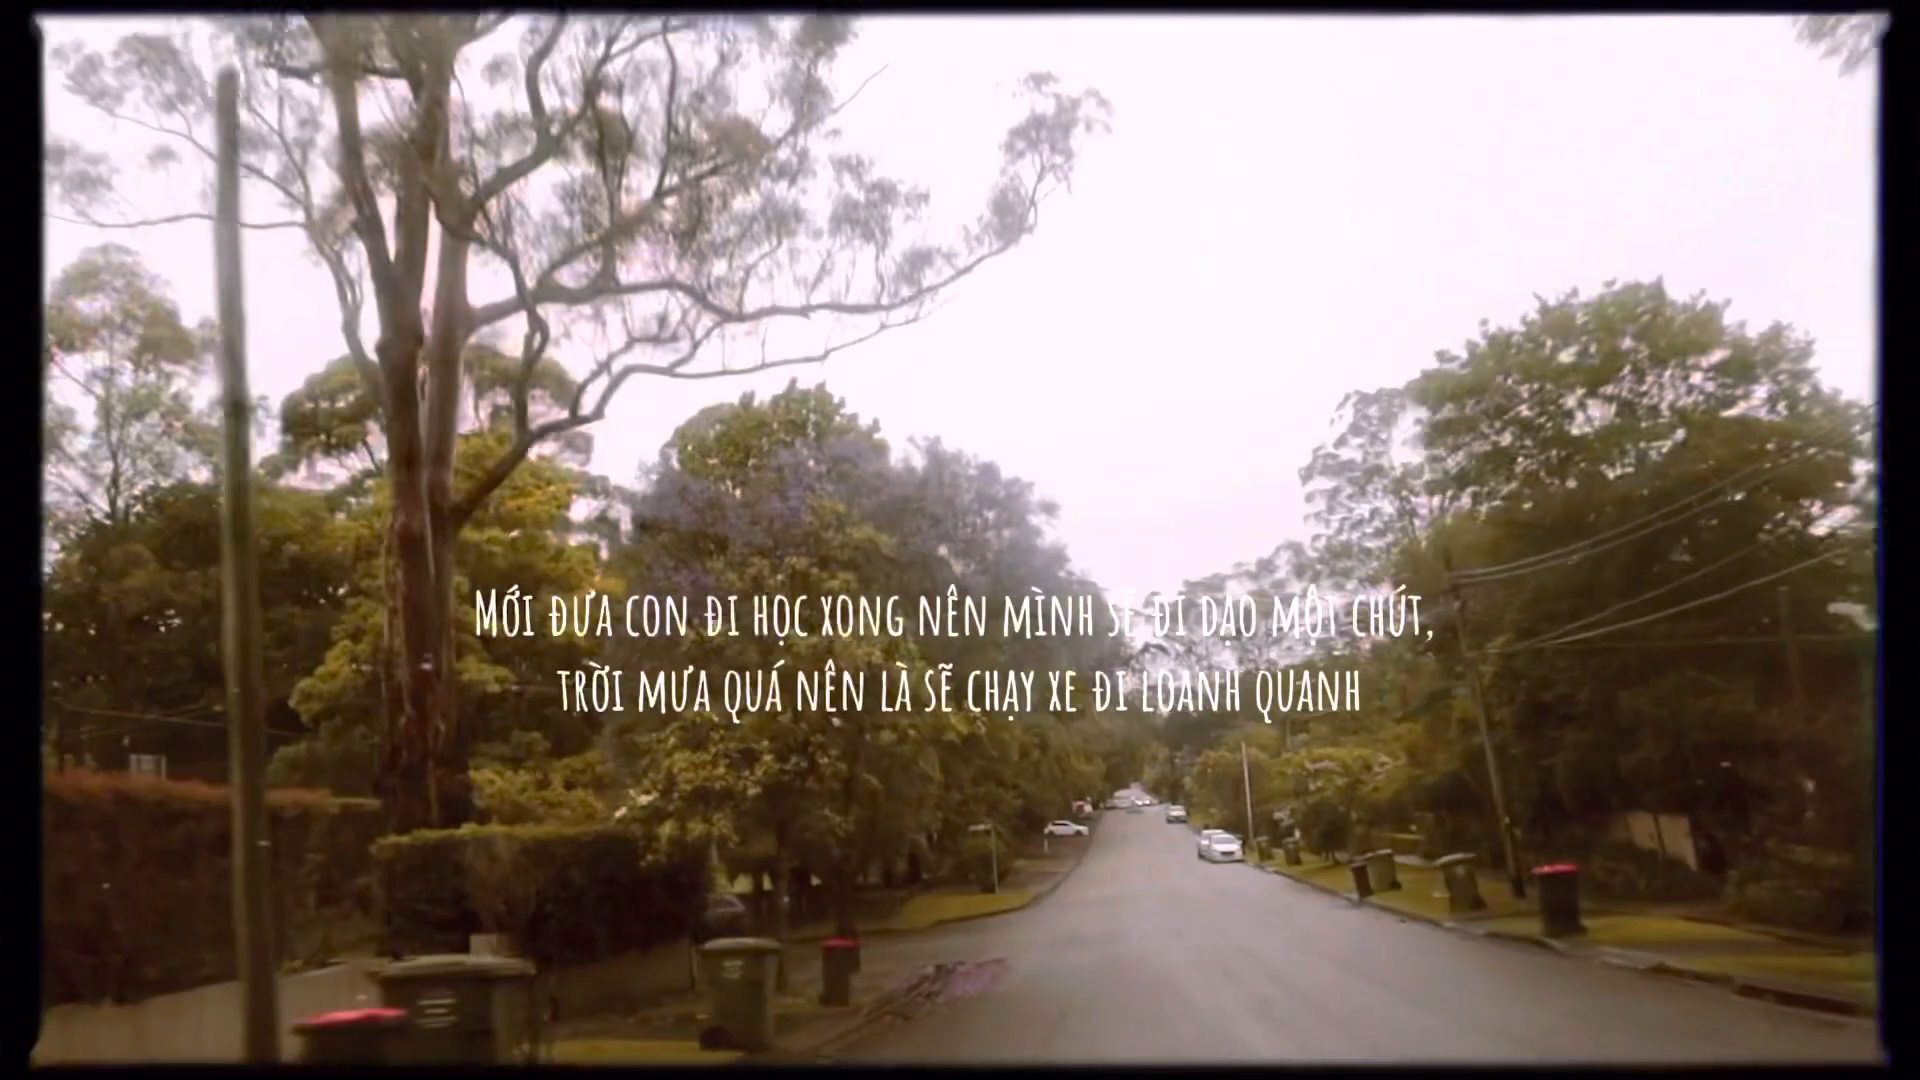 Mới đưa con đi học xong nên mình sẽ đi dạo một chút,
trời mưa quá nên là sẽ chạy xe đi loanh quanh